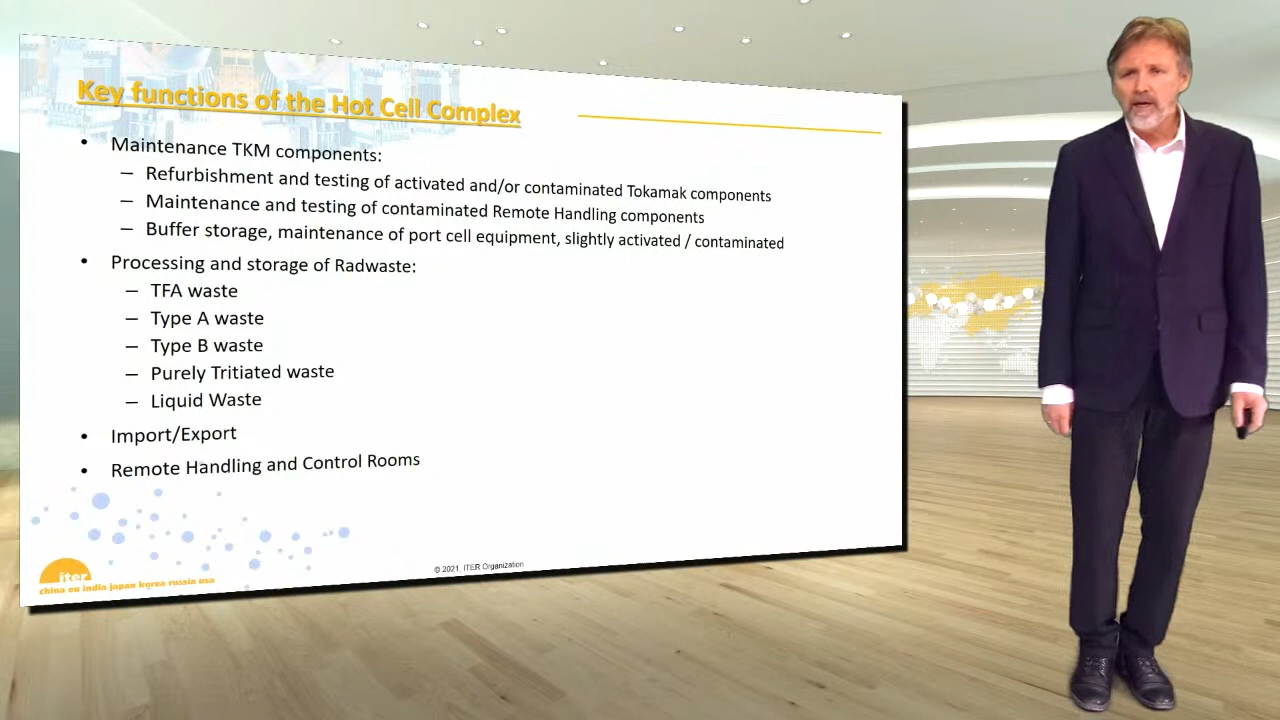 Key functions of the Hot Cell Complex
• Maintenance TKM components:
– Refurbishment and testing of activated and/or contaminated Tokamak components
– Maintenance and testing of contaminated Remote Handling components
– Buffer storage, maintenance of port cell equipment, slightly activated / contaminated
• Processing and storage of Radwaste:
– TFA waste
– Type A waste
– Type B waste
– Purely Tritiated waste
– Liquid Waste
• Import/Export
• Remote Handling and Control Rooms
iter
china eu india japan korea russia usa
© 2021, ITER Organization